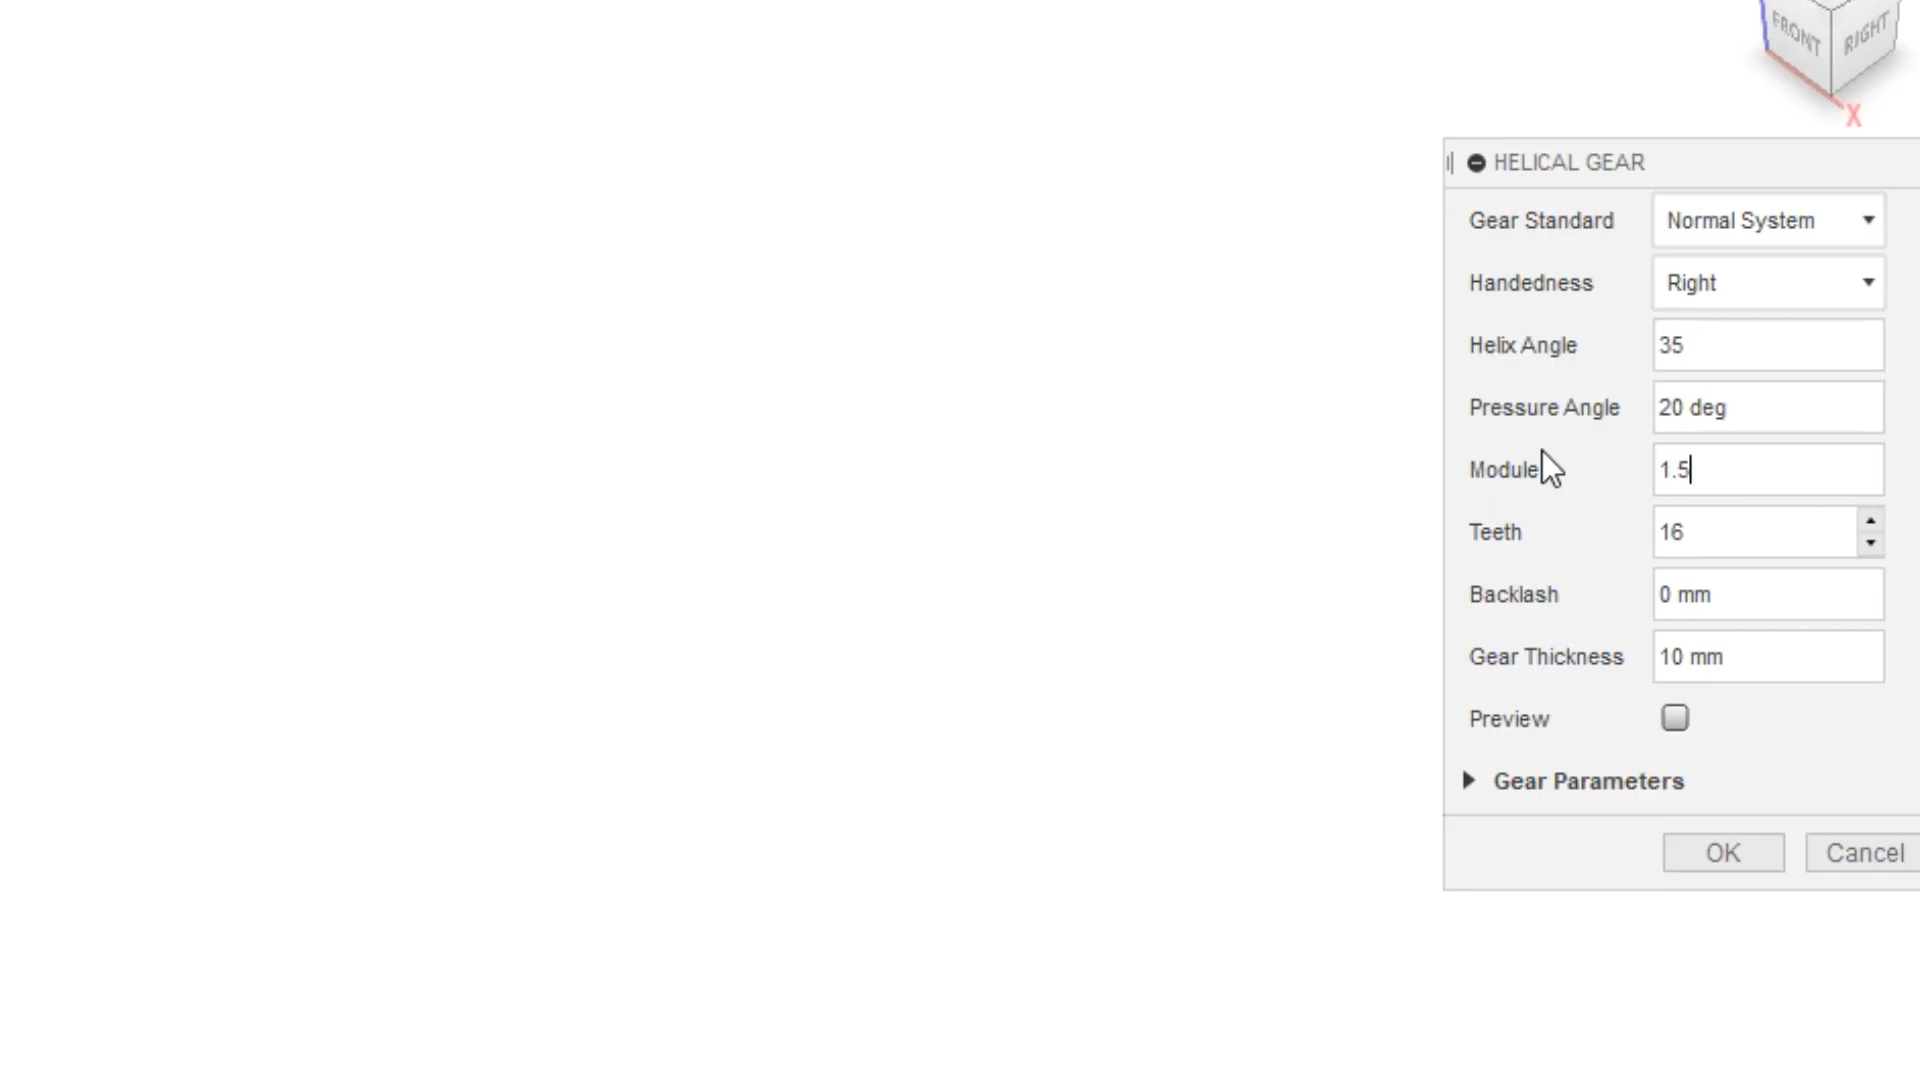 FRONT RIGHT
X
HELICAL GEAR
Gear Standard Normal System
Handedness Right
Helix Angle 35
Pressure Angle 20 deg
Module 1.5
Teeth 16
Backlash 0 mm
Gear Thickness 10 mm
Preview
Gear Parameters
OK Cancel